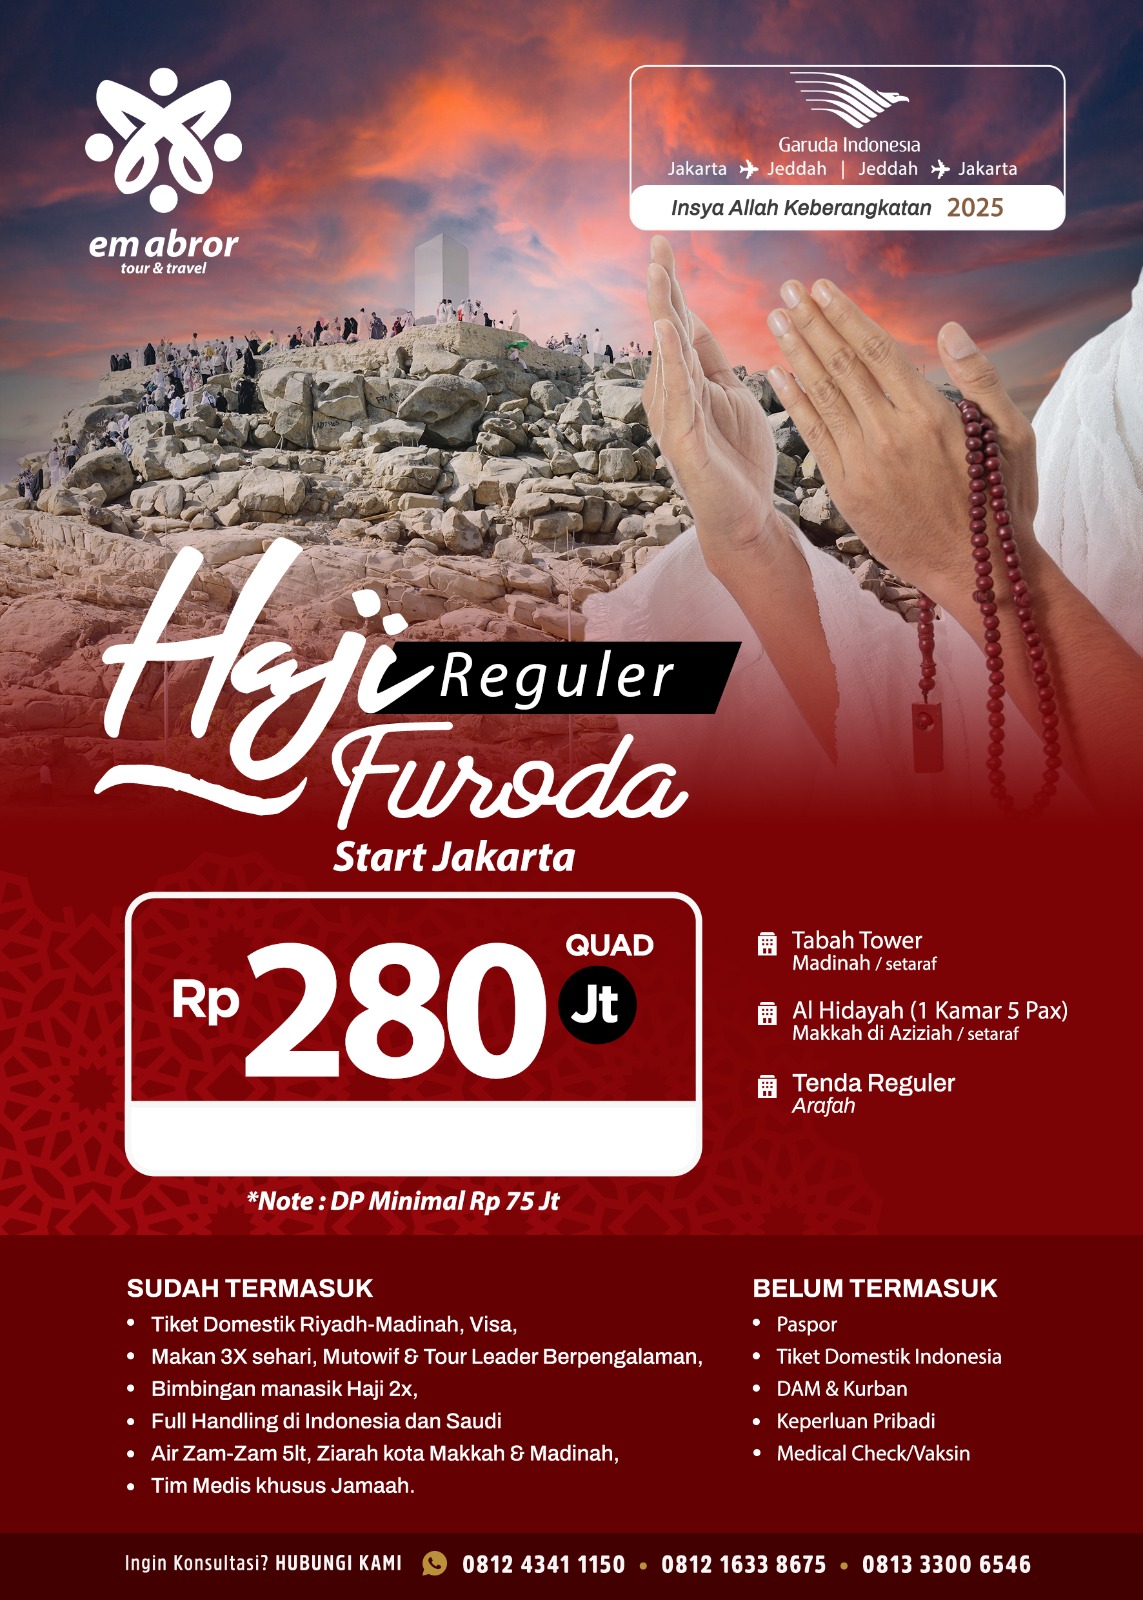 em abror
tour & travel
Garuda Indonesia
Jakarta ✈ Jeddah | Jeddah ✈ Jakarta
Insya Allah Keberangkatan 2025
Haji Reguler
Furoda
Start Jakarta
Rp 280 Jt
QUAD
*Note : DP Minimal Rp 75 Jt
Tabah Tower
Madinah / setaraf
Al Hidayah (1 Kamar 5 Pax)
Makkah di Aziziah / setaraf
Tenda Reguler
Arafah
SUDAH TERMASUK
• Tiket Domestik Riyadh-Madinah, Visa,
• Makan 3X sehari, Mutowif & Tour Leader Berpengalaman,
• Bimbingan manasik Haji 2x,
• Full Handling di Indonesia dan Saudi
• Air Zam-Zam 5lt, Ziarah kota Makkah & Madinah,
• Tim Medis khusus Jamaah.
BELUM TERMASUK
• Paspor
• Tiket Domestik Indonesia
• DAM & Kurban
• Keperluan Pribadi
• Medical Check/Vaksin
Ingin Konsultasi? HUBUNGI KAMI 0812 4341 1150 • 0812 1633 8675 • 0813 3300 6546